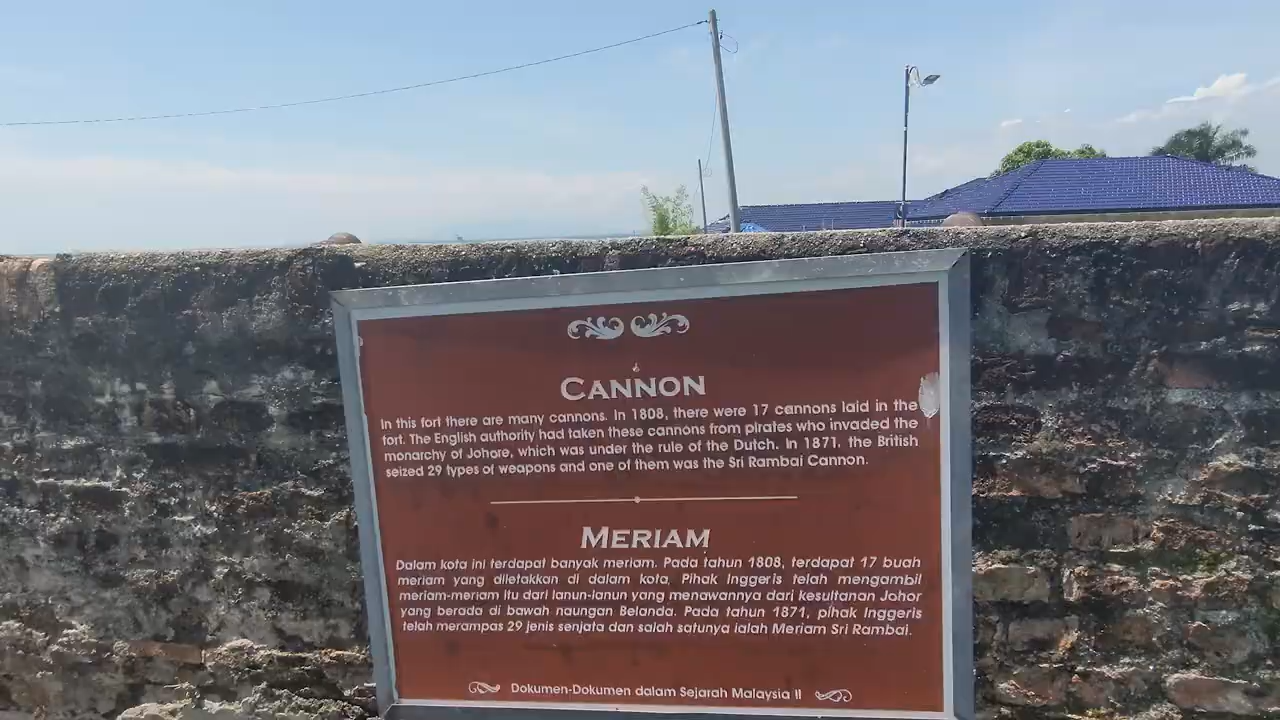 CANNON
In this fort there are many cannons. In 1808, there were 17 cannons laid in the
fort. The English authority had taken these cannons from pirates who invaded the
monarchy of Johore, which was under the rule of the Dutch. In 1871. the British
seized 29 types of weapons and one of them was the Sri Rambai Cannon.
MERIAM
Dalam kota ini terdapat banyak meriam. Pada tahun 1808, terdapat 17 buah
meriam yang diletakkan di dalam kota. Pihak Inggeris telah mengambil
meriam-meriam itu dari lanun-lanun yang menawannya dari kesultanan Johor
yang berada di bawah naungan Belanda. Pada tahun 1871, pihak Inggeris
telah merampas 29 jenis senjata dan salah satunya ialah Meriam Sri Rambai.
Dokumen-Dokumen dalam Sejarah Malaysia II